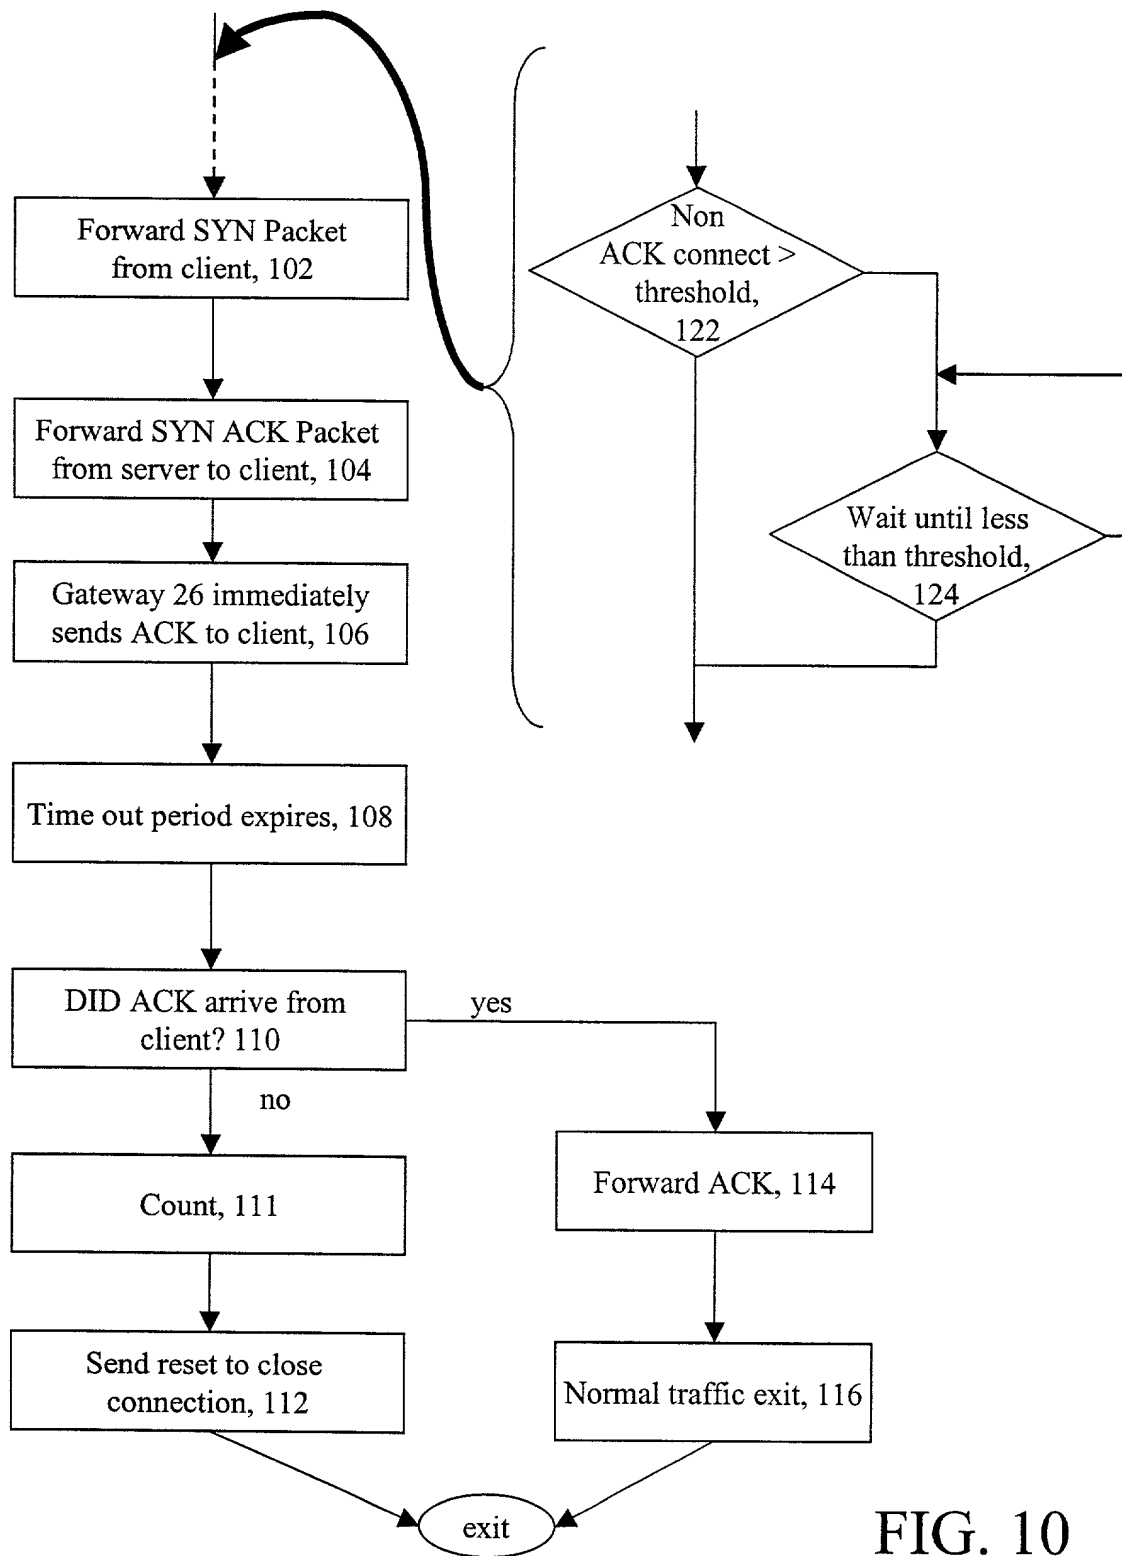 Forward SYN Packet
from client, 102
Forward SYN ACK Packet
from server to client, 104
Gateway 26 immediately
sends ACK to client, 106
Time out period expires, 108
DID ACK arrive from
client? 110
yes
no
Count, 111
Send reset to close
connection, 112
Forward ACK, 114
Normal traffic exit, 116
exit
Non
ACK connect >
threshold,
122
Wait until less
than threshold,
124
FIG. 10